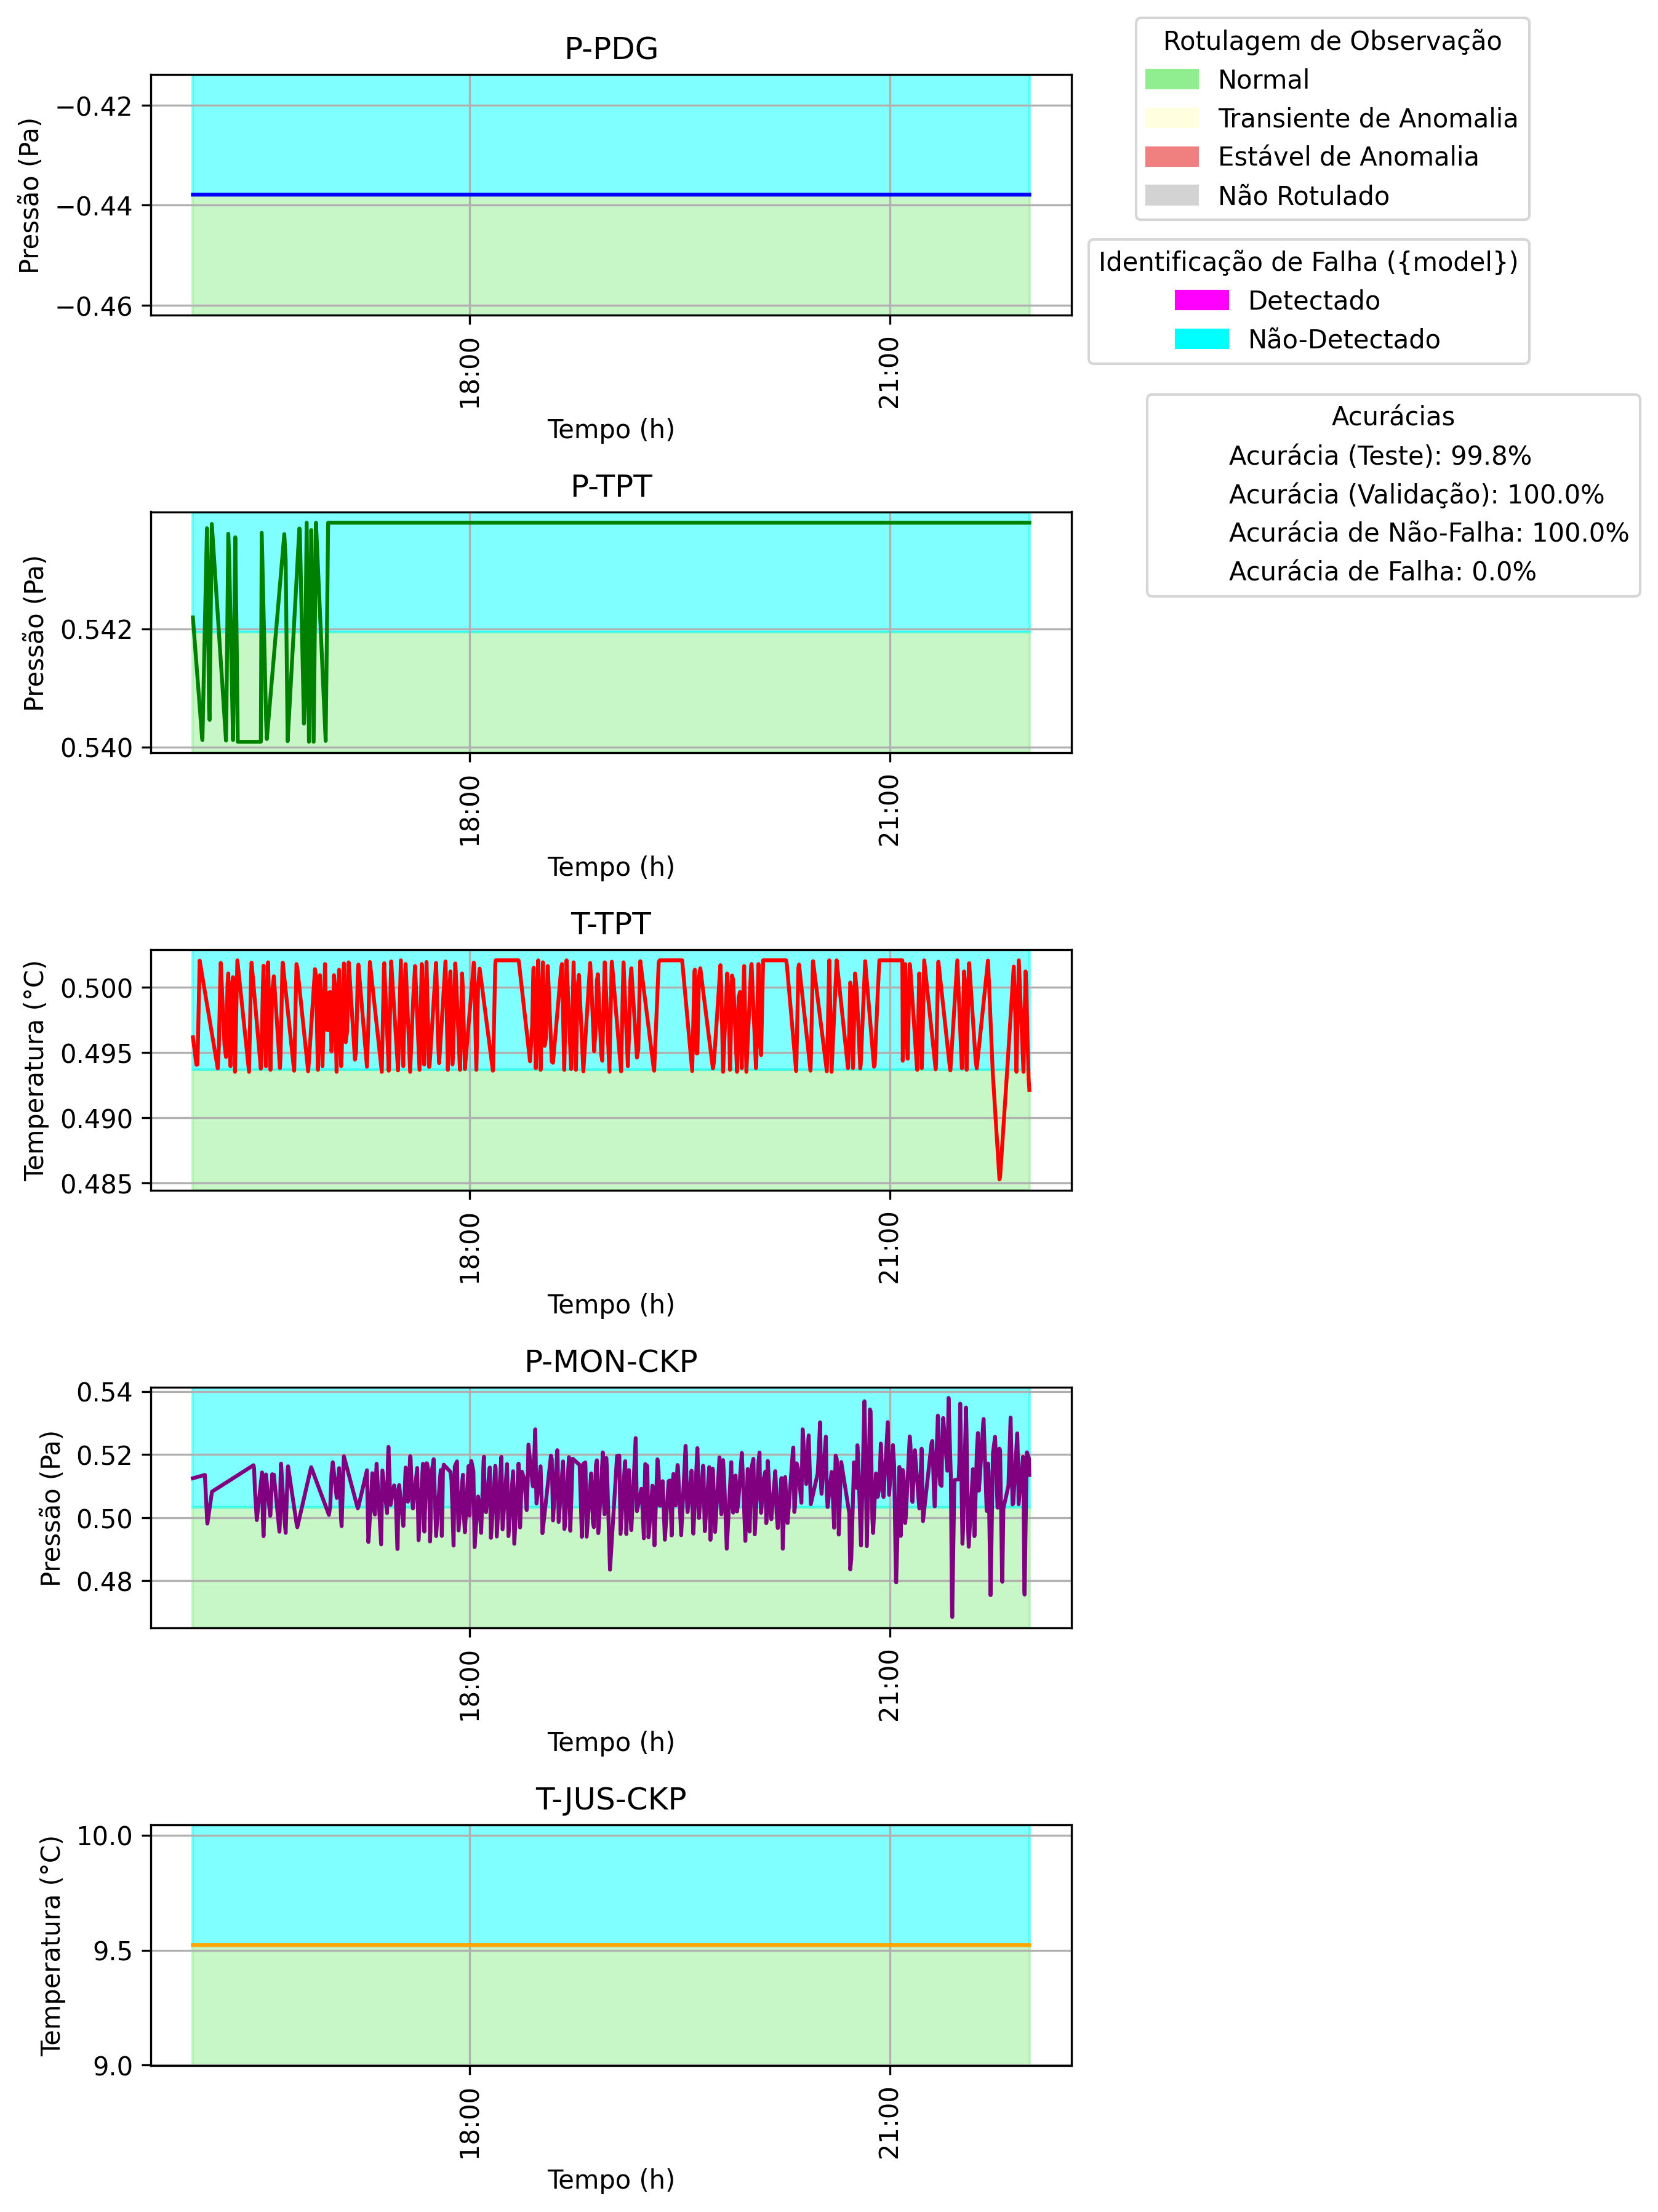 P-PDG
Pressão (Pa)
−0.42
−0.44
−0.46
18:00
21:00
Tempo (h)
Rotulagem de Observação
Normal
Transiente de Anomalia
Estável de Anomalia
Não Rotulado
Identificação de Falha ({model})
Detectado
Não-Detectado
Acurácias
Acurácia (Teste): 99.8%
Acurácia (Validação): 100.0%
Acurácia de Não-Falha: 100.0%
Acurácia de Falha: 0.0%
P-TPT
Pressão (Pa)
0.542
0.540
18:00
21:00
Tempo (h)
T-TPT
Temperatura (°C)
0.500
0.495
0.490
0.485
18:00
21:00
Tempo (h)
P-MON-CKP
Pressão (Pa)
0.54
0.52
0.50
0.48
18:00
21:00
Tempo (h)
T-JUS-CKP
Temperatura (°C)
10.0
9.5
9.0
18:00
21:00
Tempo (h)